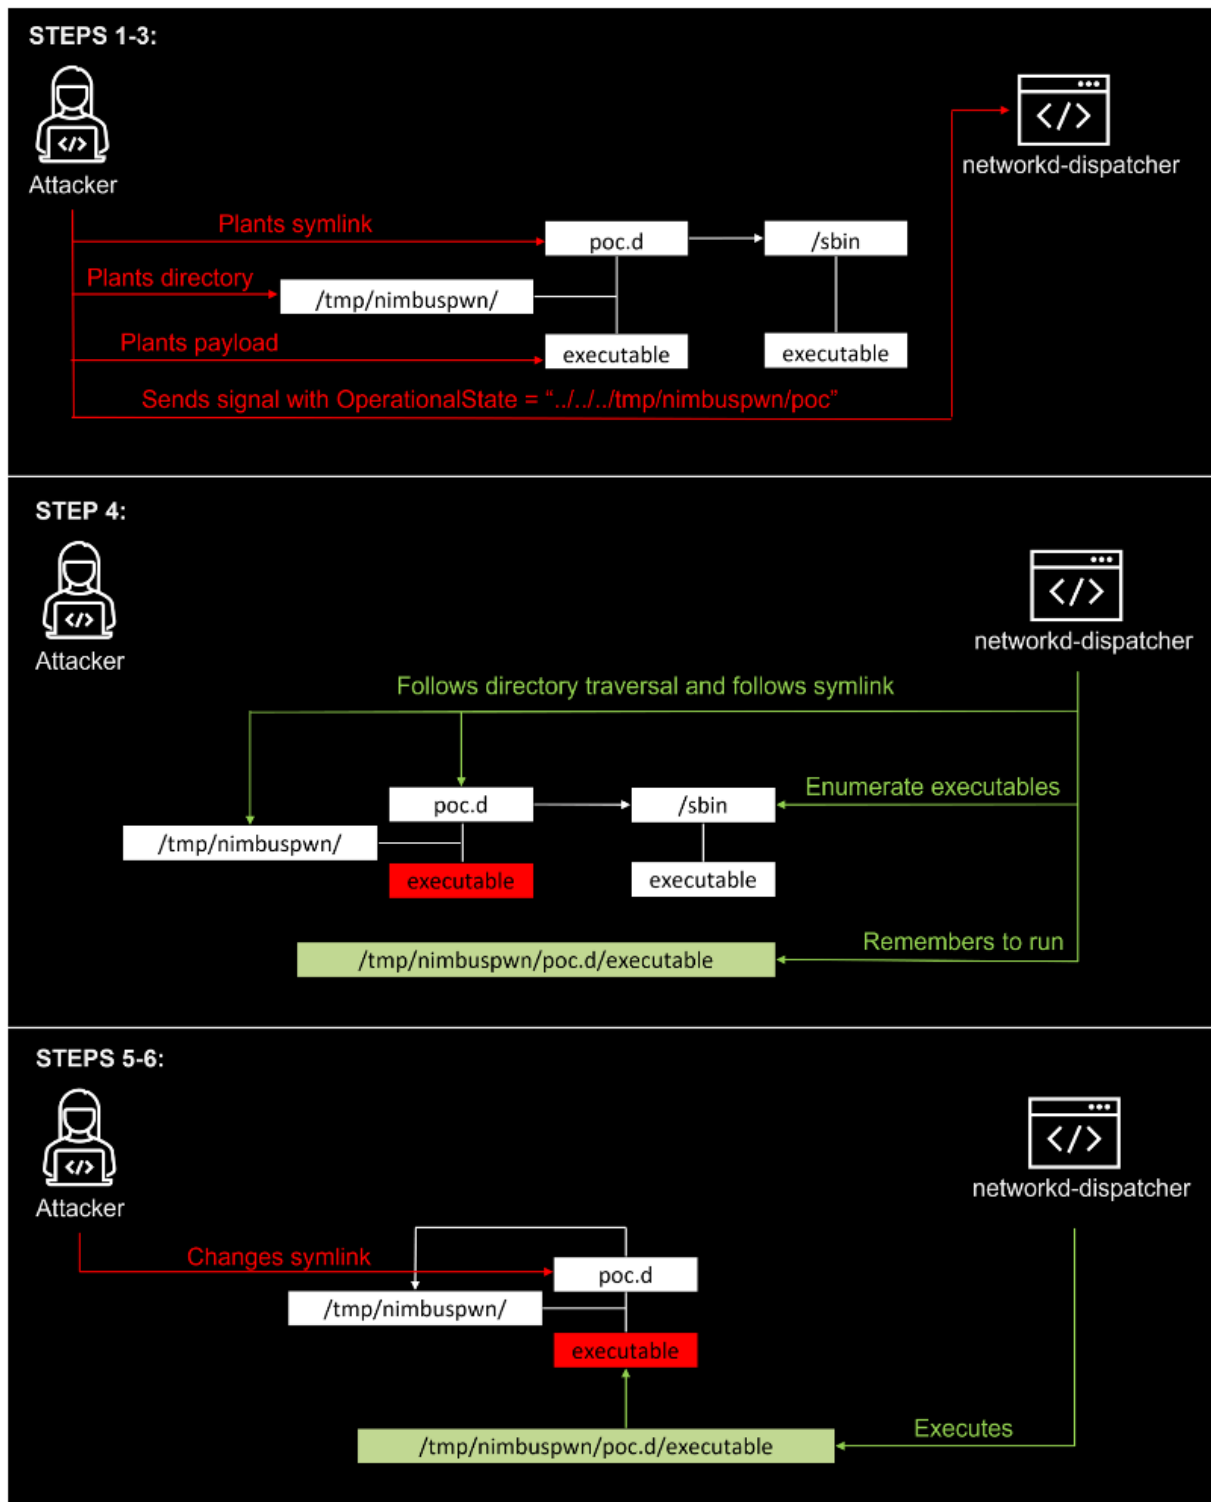 STEPS 1-3:
Attacker
networkd-dispatcher
Plants symlink
poc.d
/sbin
Plants directory
/tmp/nimbuspwn/
Plants payload
executable
executable
Sends signal with OperationalState = “../../../tmp/nimbuspwn/poc”
STEP 4:
Attacker
networkd-dispatcher
Follows directory traversal and follows symlink
Enumerate executables
poc.d
/sbin
/tmp/nimbuspwn/
executable
executable
Remembers to run
/tmp/nimbuspwn/poc.d/executable
STEPS 5-6:
Attacker
networkd-dispatcher
Changes symlink
poc.d
/tmp/nimbuspwn/
executable
Executes
/tmp/nimbuspwn/poc.d/executable